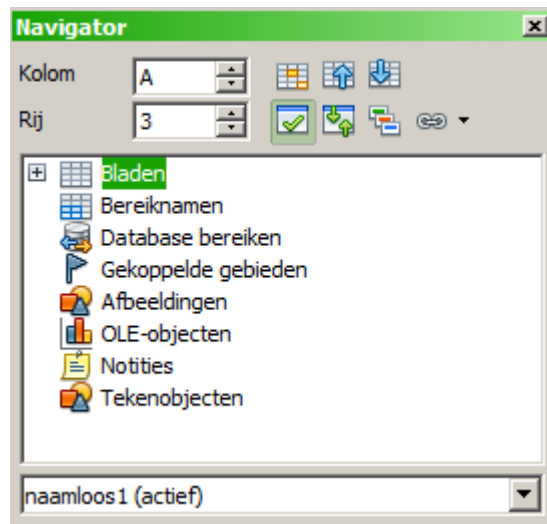 Navigator
Kolom A
Rij 3
Bladen
Bereiknamen
Database bereiken
Gekoppelde gebieden
Afbeeldingen
OLE-objecten
Notities
Tekenobjecten
naamloos1 (actief)